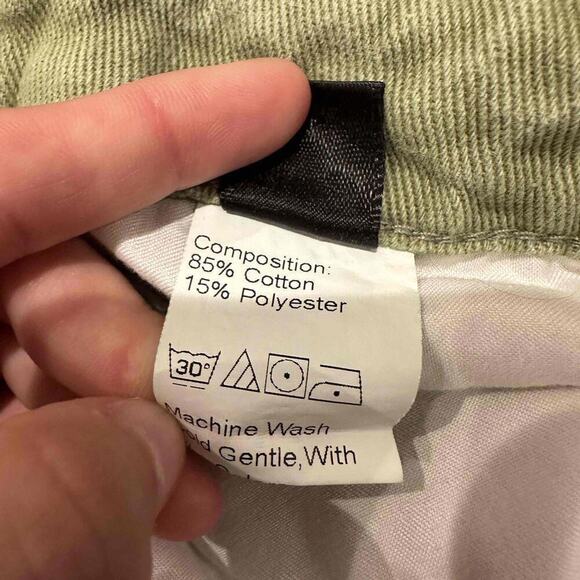 Composition:
85% Cotton
15% Polyester
30°
Machine Wash
Gentle, With